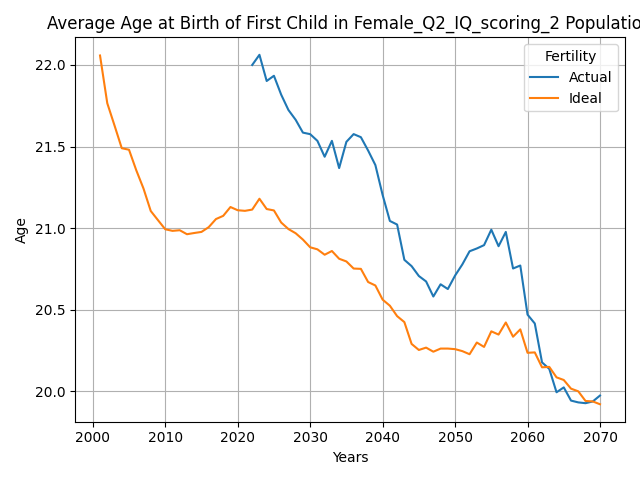 Average Age at Birth of First Child in Female_Q2_IQ_scoring_2 Populatio
Fertility
Actual
Ideal
22.0
21.5
21.0
20.5
20.0
Age
2000 2010 2020 2030 2040 2050 2060 2070
Years